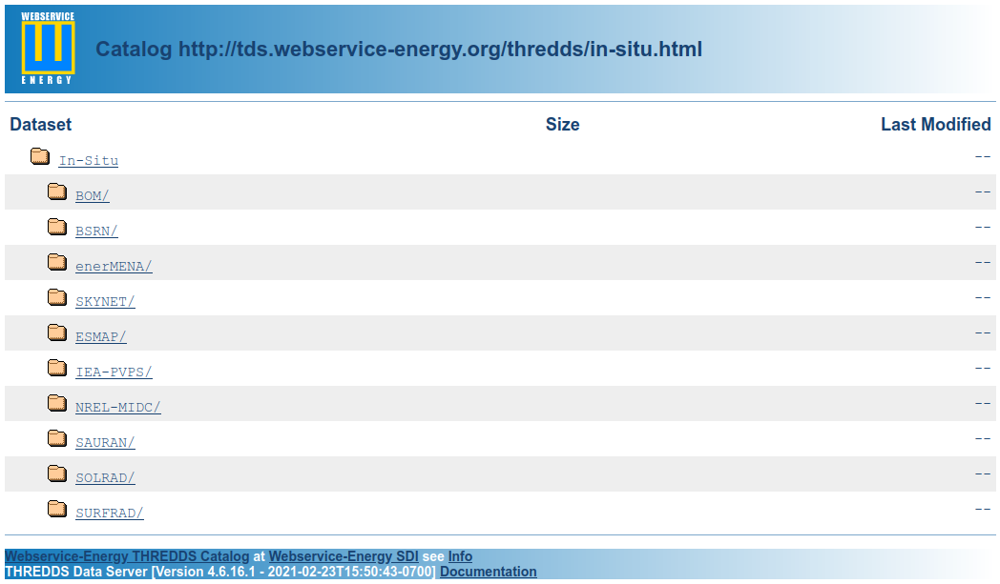 WEBSERVICE
ENERGY
Catalog http://tds.webservice-energy.org/thredds/in-situ.html
Dataset Size Last Modified
In-Situ --
BOM/ --
BSRN/ --
enerMENA/ --
SKYNET/ --
ESMAP/ --
IEA-PVPS/ --
NREL-MIDC/ --
SAURAN/ --
SOLRAD/ --
SURFRAD/ --
Webservice-Energy THREDDS Catalog at Webservice-Energy SDI see Info
THREDDS Data Server [Version 4.6.16.1 - 2021-02-23T15:50:43-0700] Documentation